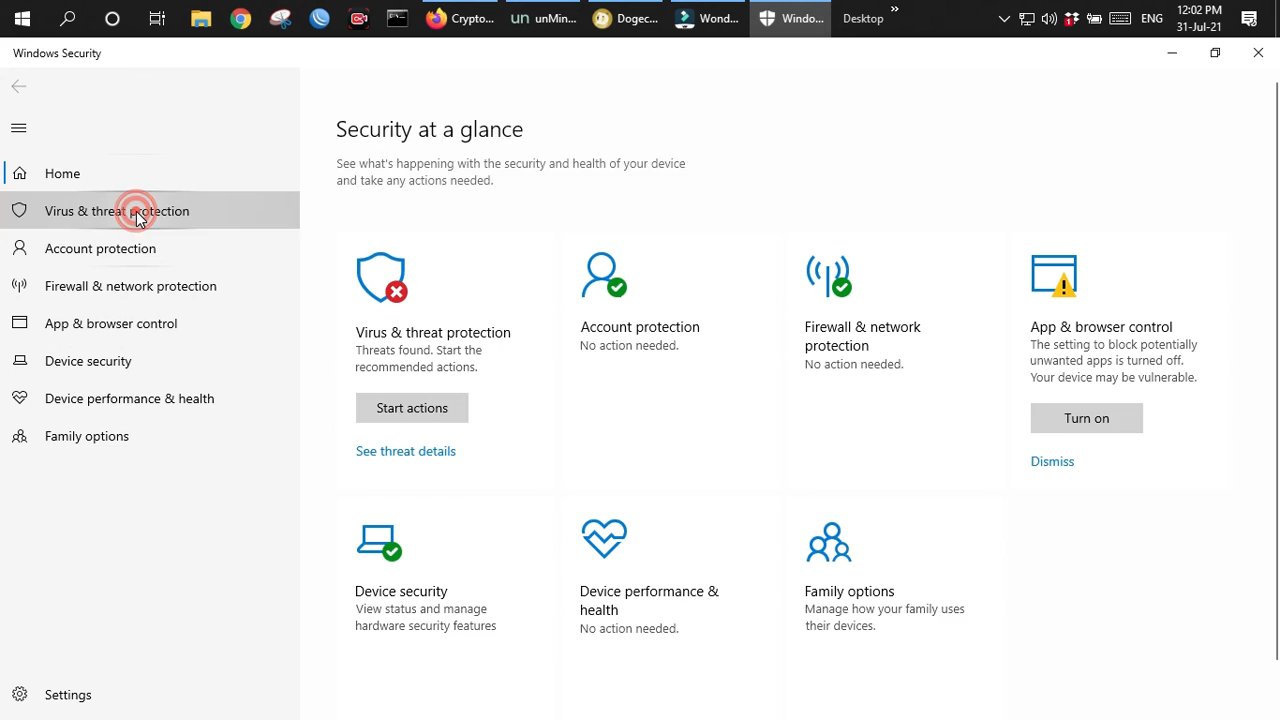 Crypto...
unMin...
Dogec...
Wond...
Windo...
Desktop
»
ENG
12:02 PM
31-Jul-21
Windows Security
Home
Virus & threat protection
Account protection
Firewall & network protection
App & browser control
Device security
Device performance & health
Family options
Settings
Security at a glance
See what's happening with the security and health of your device
and take any actions needed.
Virus & threat protection
Threats found. Start the
recommended actions.
Start actions
See threat details
Account protection
No action needed.
Firewall & network
protection
No action needed.
App & browser control
The setting to block potentially
unwanted apps is turned off.
Your device may be vulnerable.
Turn on
Dismiss
Device security
View status and manage
hardware security features
Device performance &
health
No action needed.
Family options
Manage how your family uses
their devices.